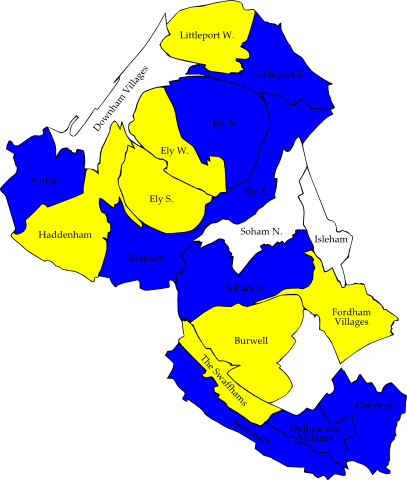 Littleport W.
Littleport E.
Downham Villages
Ely N.
Ely W.
Sutton
Ely E.
Ely S.
Haddenham
Soham N.
Isleham
Stretham
Soham S.
Fordham
Villages
Burwell
The Swaffhams
Cheveley
Dullingham
Villages
Bottisham